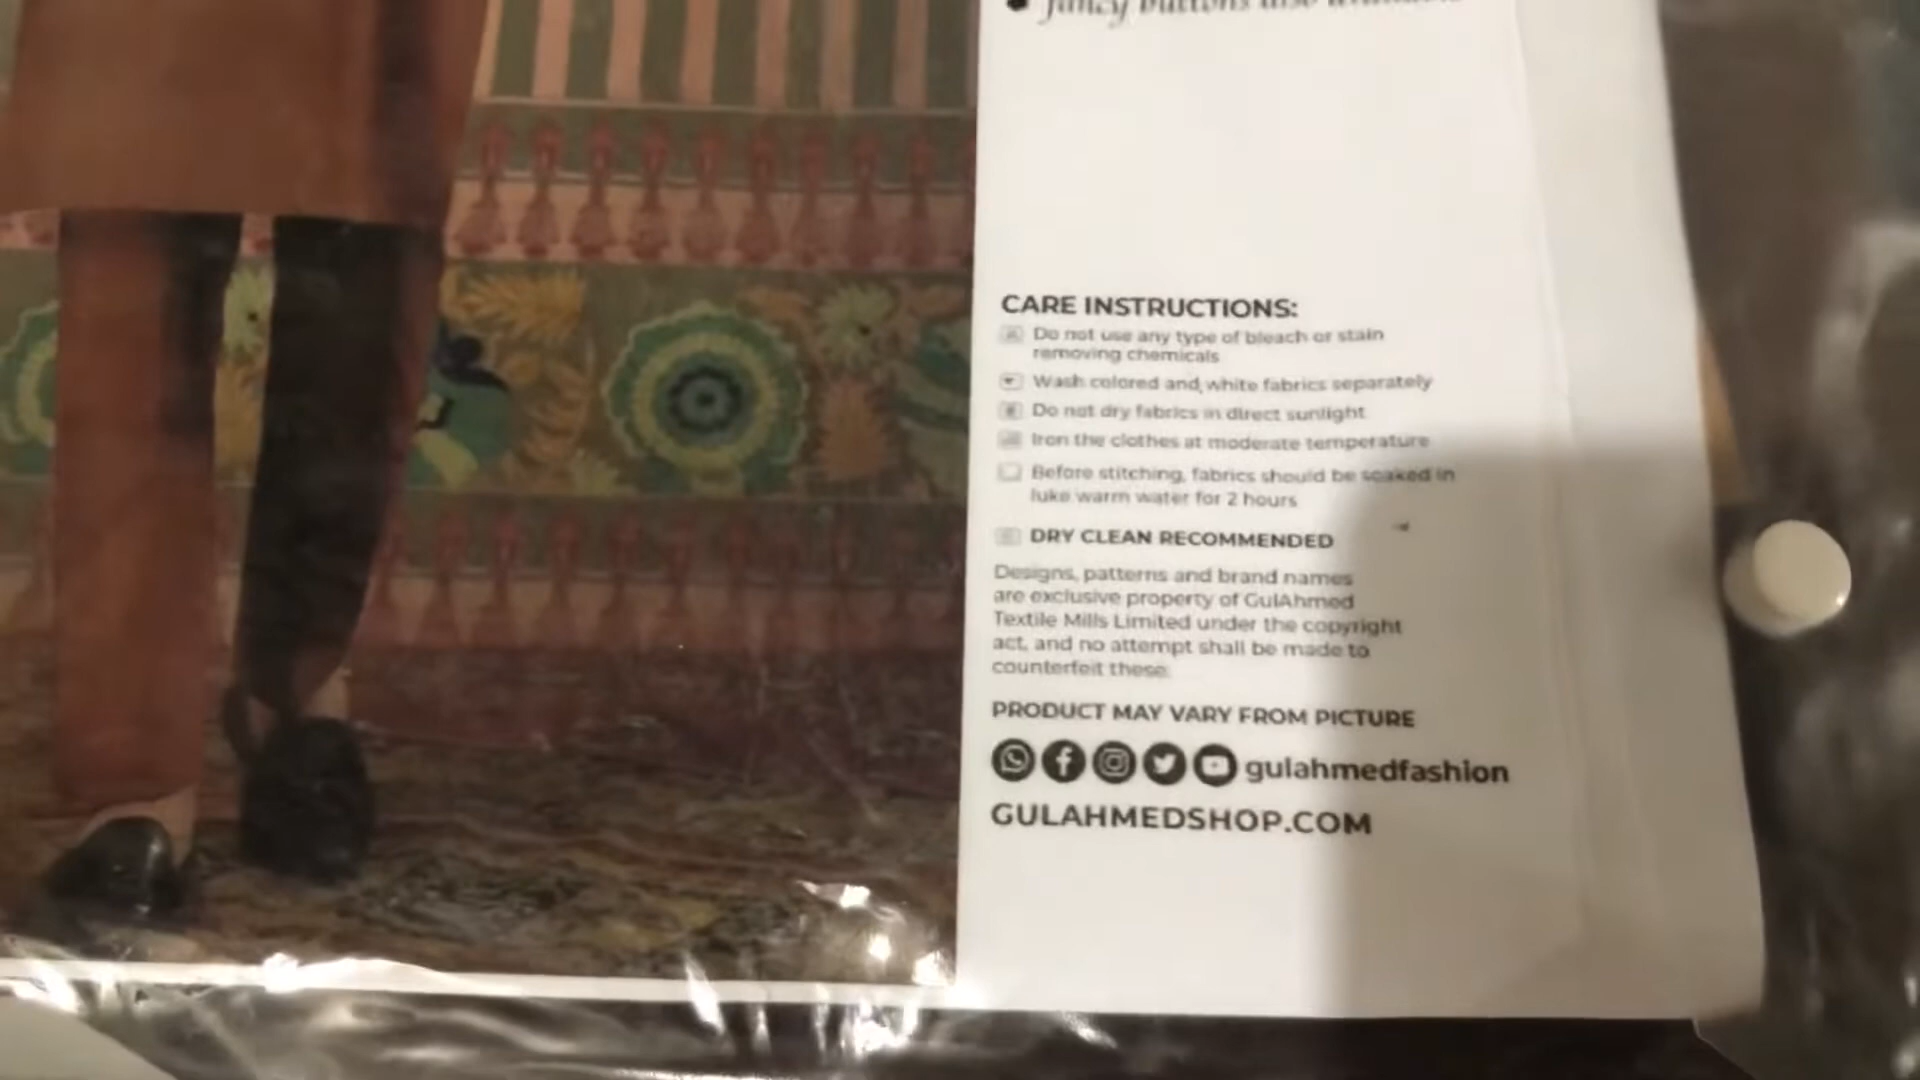 fancy buttons also available
CARE INSTRUCTIONS:
Do not use any type of bleach or stain
removing chemicals
Wash colored and white fabrics separately
Do not dry fabrics in direct sunlight
Iron the clothes at moderate temperature
Before stitching, fabrics should be soaked in
luke warm water for 2 hours
DRY CLEAN RECOMMENDED
Designs, patterns and brand names
are exclusive property of GulAhmed
Textile Mills Limited under the copyright
act, and no attempt shall be made to
counterfeit these.
PRODUCT MAY VARY FROM PICTURE
gulahmedfashion
GULAHMEDSHOP.COM